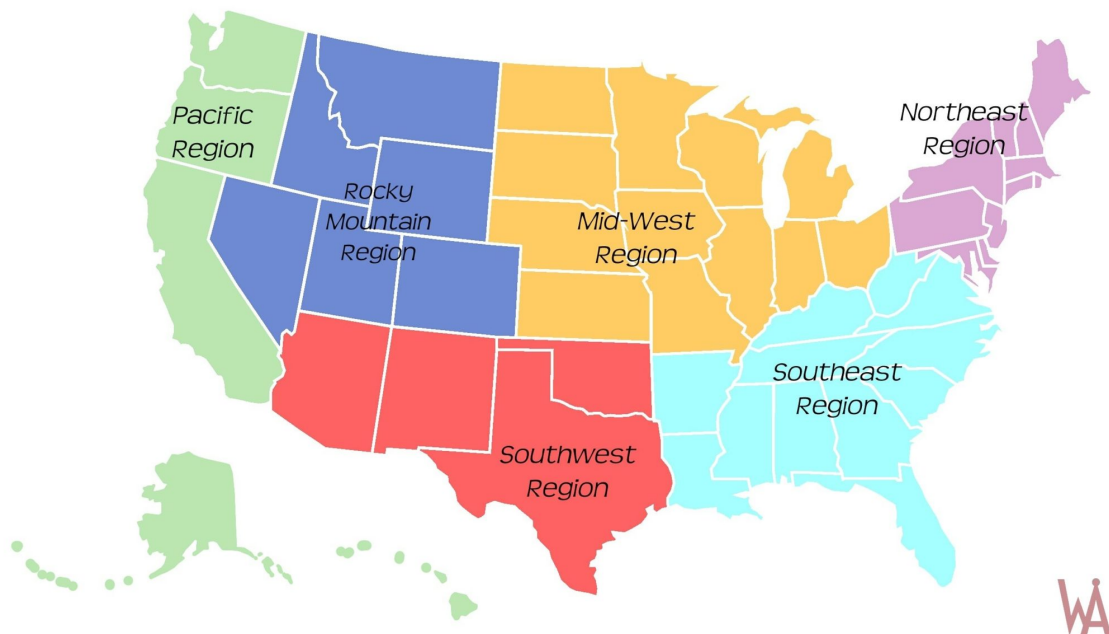 Pacific
Region
Rocky
Mountain
Region
Mid-West
Region
Northeast
Region
Southeast
Region
Southwest
Region
WA